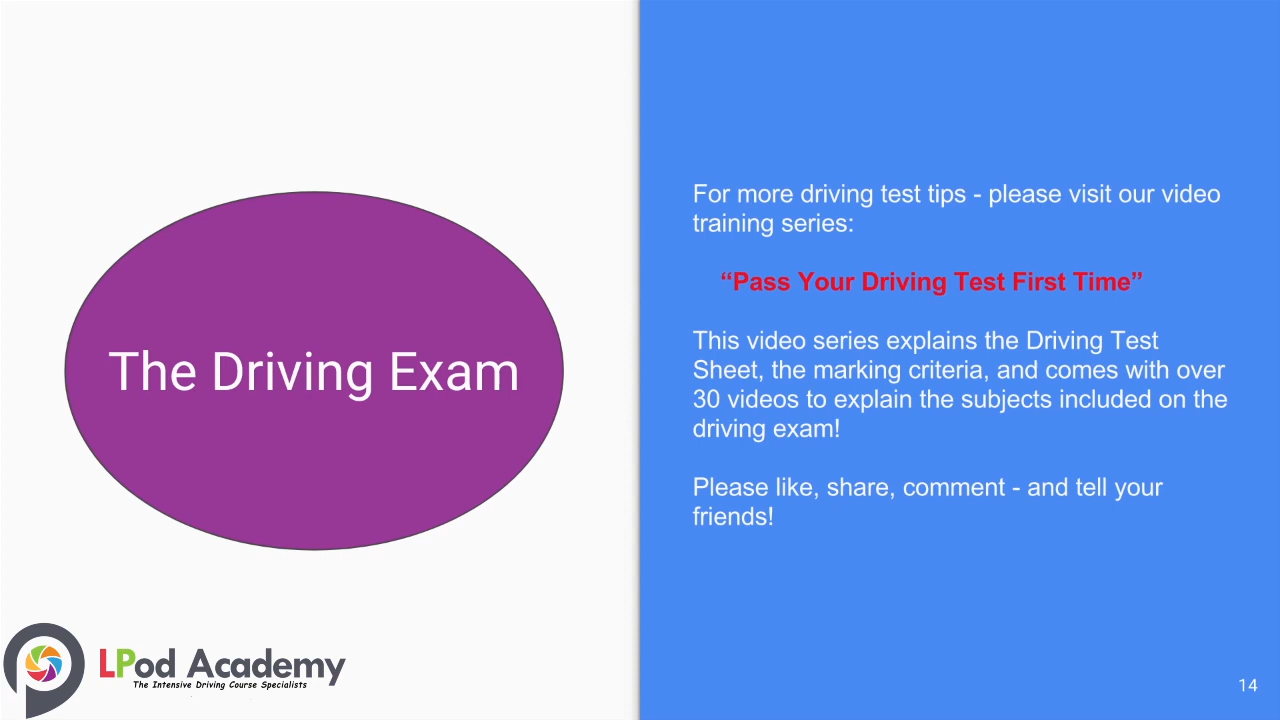 The Driving Exam
For more driving test tips - please visit our video
training series:
“Pass Your Driving Test First Time”
This video series explains the Driving Test
Sheet, the marking criteria, and comes with over
30 videos to explain the subjects included on the
driving exam!
Please like, share, comment - and tell your
friends!
LPod Academy
The Intensive Driving Course Specialists
14